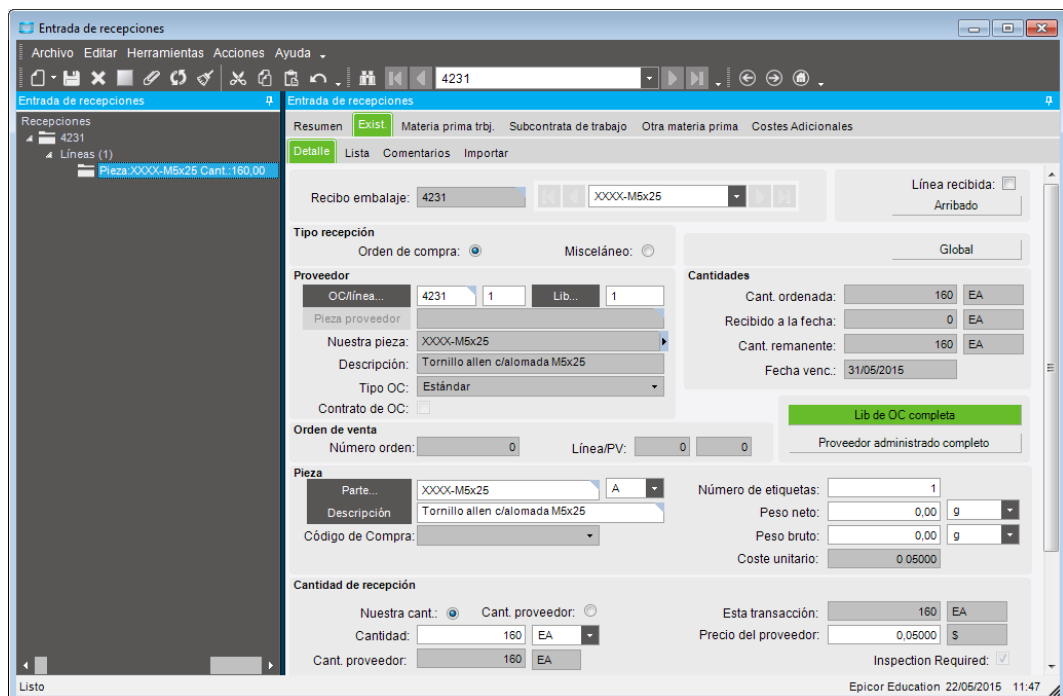 Entrada de recepciones
Archivo Editar Herramientas Acciones Ayuda
4231
Entrada de recepciones
Recepciones
4231
Líneas (1)
Pieza:XXXX-M5x25 Cant.:160,00
Entrada de recepciones
Resumen Exist. Materia prima trbj. Subcontrata de trabajo Otra materia prima Costes Adicionales
Detalle Lista Comentarios Importar
Recibo embalaje: 4231 XXXX-M5x25
Línea recibida:
Arribado
Tipo recepción
Orden de compra: Misceláneo:
Global
Proveedor
OC/línea... 4231 1 Lib... 1
Pieza proveedor
Nuestra pieza: XXXX-M5x25
Descripción: Tornillo allen c/alomada M5x25
Tipo OC: Estándar
Contrato de OC:
Cantidades
Cant. ordenada: 160 EA
Recibido a la fecha: 0 EA
Cant. remanente: 160 EA
Fecha venc.: 31/05/2015
Lib de OC completa
Proveedor administrado completo
Orden de venta
Número orden: 0 Línea/PV: 0 0
Pieza
Parte... XXXX-M5x25 A
Descripción Tornillo allen c/alomada M5x25
Código de Compra:
Número de etiquetas: 1
Peso neto: 0,00 g
Peso bruto: 0,00 g
Coste unitario: 0 05000
Cantidad de recepción
Nuestra cant.: Cant. proveedor:
Cantidad: 160 EA
Cant. proveedor: 160 EA
Esta transacción: 160 EA
Precio del proveedor: 0,05000 $
Inspection Required:
Listo
Epicor Education 22/05/2015 11:47